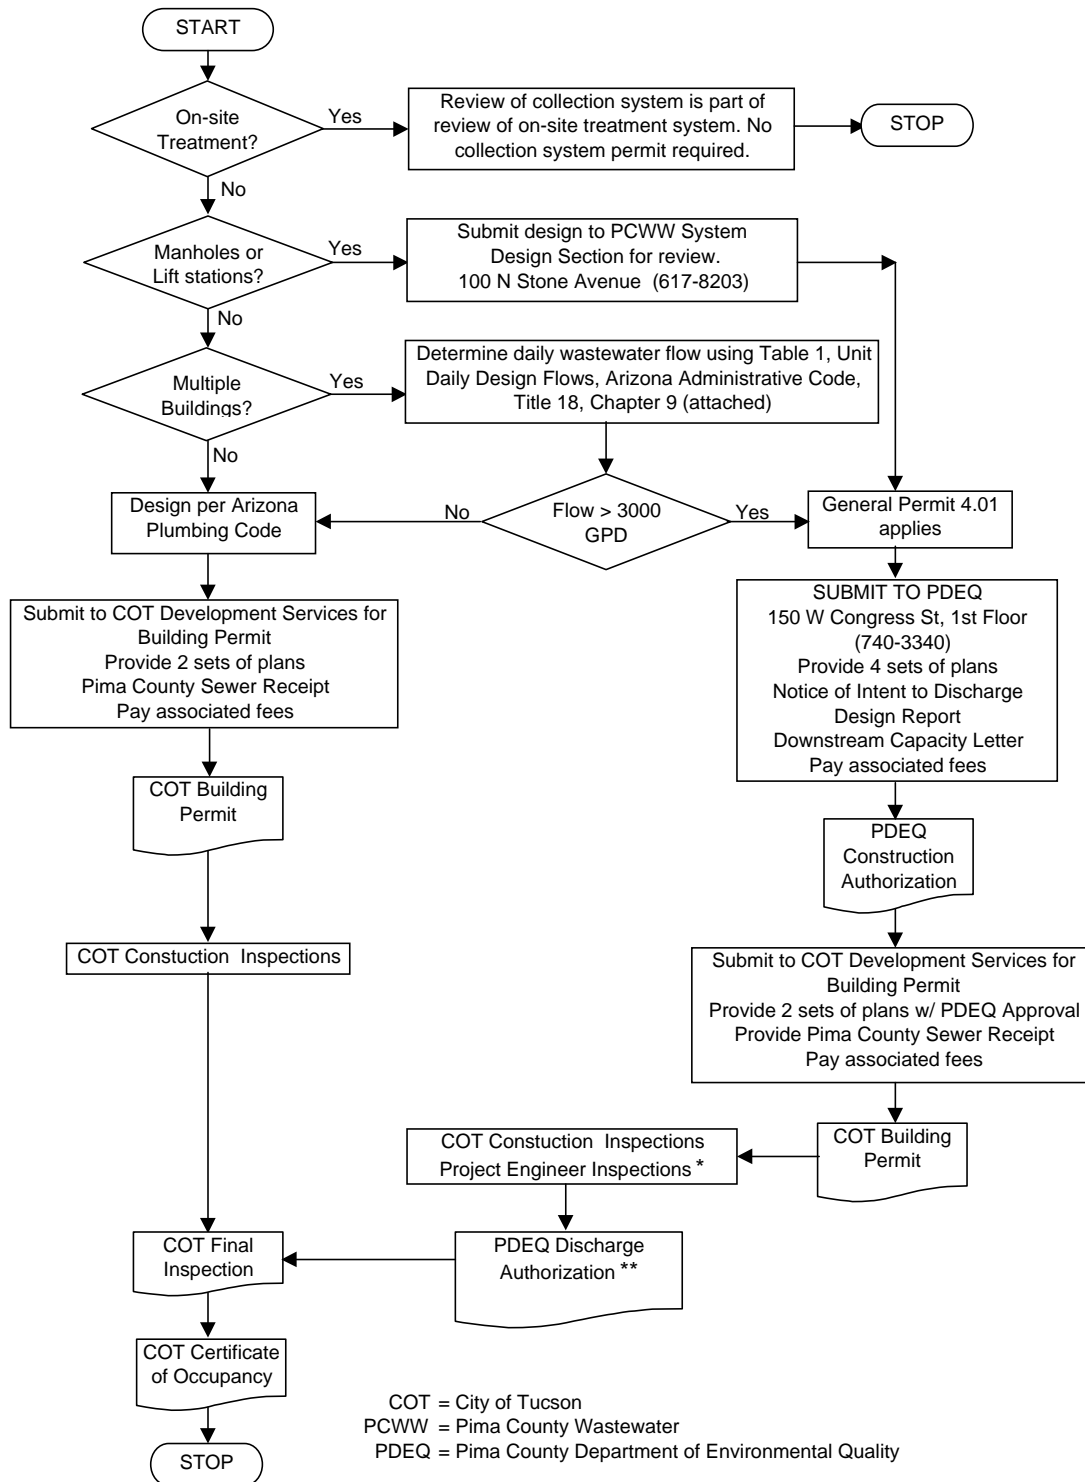 START
On-site
Treatment?
Yes
Review of collection system is part of
review of on-site treatment system. No
collection system permit required.
STOP
No
Manholes or
Lift stations?
Yes
Submit design to PCWW System
Design Section for review.
100 N Stone Avenue (617-8203)
No
Multiple
Buildings?
Yes
Determine daily wastewater flow using Table 1, Unit
Daily Design Flows, Arizona Administrative Code,
Title 18, Chapter 9 (attached)
No
Design per Arizona
Plumbing Code
No
Flow > 3000
GPD
Yes
General Permit 4.01
applies
Submit to COT Development Services for
Building Permit
Provide 2 sets of plans
Pima County Sewer Receipt
Pay associated fees
SUBMIT TO PDEQ
150 W Congress St, 1st Floor
(740-3340)
Provide 4 sets of plans
Notice of Intent to Discharge
Design Report
Downstream Capacity Letter
Pay associated fees
COT Building
Permit
PDEQ
Construction
Authorization
COT Constuction Inspections
Submit to COT Development Services for
Building Permit
Provide 2 sets of plans w/ PDEQ Approval
Provide Pima County Sewer Receipt
Pay associated fees
COT Building
Permit
COT Constuction Inspections
Project Engineer Inspections *
PDEQ Discharge
Authorization **
COT Final
Inspection
COT Certificate
of Occupancy
STOP
COT = City of Tucson
PCWW = Pima County Wastewater
PDEQ = Pima County Department of Environmental Quality